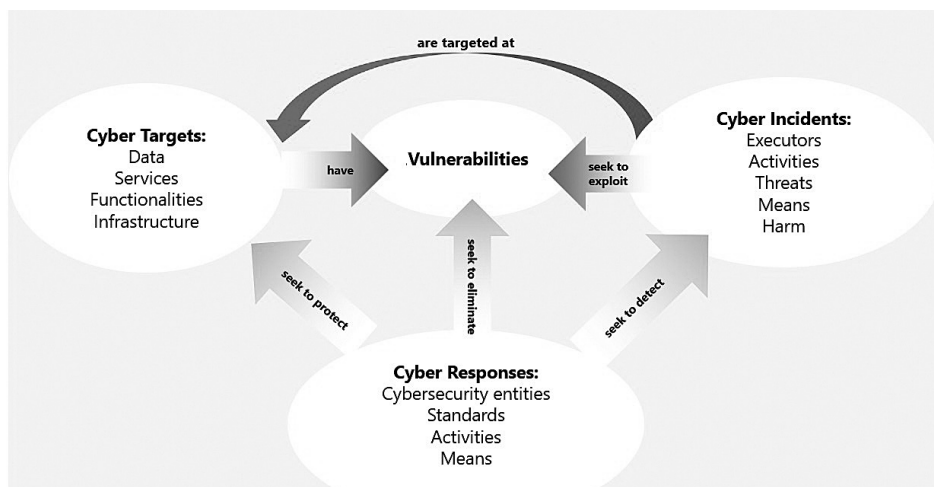 are targeted at
Cyber Targets:
Data
Services
Functionalities
Infrastructure
have
.Vulnerabilities
seek to
exploit
Cyber Incidents:
Executors
Activities
Threats
Means
Harm
seek to protect
seek to eliminate
seek to detect
Cyber Responses:
Cybersecurity entities
Standards
Activities
Means